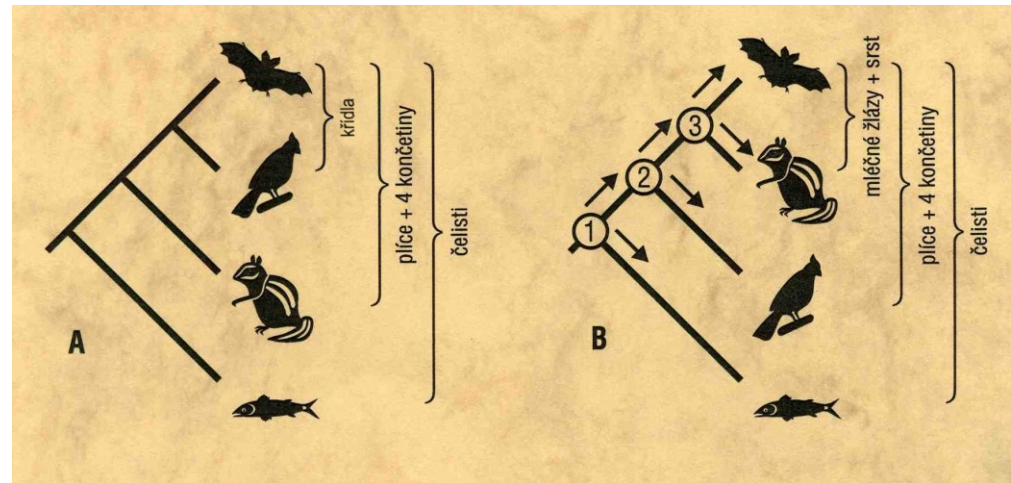 křídla
plíce + 4 končetiny
čelisti
A
1
2
3
mléčné žlázy + srst
plíce + 4 končetiny
čelisti
B